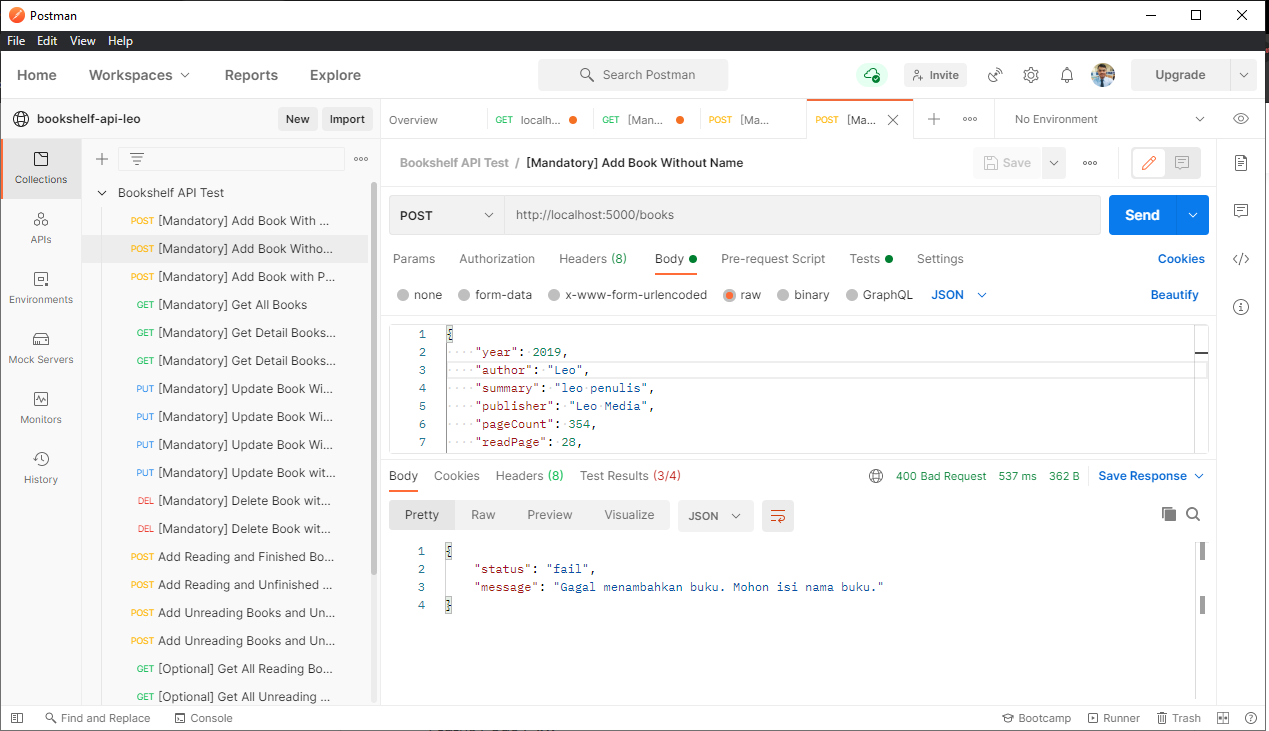 Postman
File Edit View Help
Home Workspaces Reports Explore Search Postman Invite Upgrade
bookshelf-api-leo New Import
Overview GET localh... GET [Man... POST [Ma... POST [Ma... No Environment
Collections
APIs
Environments
Mock Servers
Monitors
History
Bookshelf API Test
POST [Mandatory] Add Book With ...
POST [Mandatory] Add Book Witho...
POST [Mandatory] Add Book with P...
GET [Mandatory] Get All Books
GET [Mandatory] Get Detail Books...
GET [Mandatory] Get Detail Books...
PUT [Mandatory] Update Book Wi...
PUT [Mandatory] Update Book Wi...
PUT [Mandatory] Update Book Wi...
PUT [Mandatory] Update Book wit...
DEL [Mandatory] Delete Book wit...
DEL [Mandatory] Delete Book wit...
POST Add Reading and Finished Bo...
POST Add Reading and Unfinished ...
POST Add Unreading Books and Un...
POST Add Unreading Books and Un...
GET [Optional] Get All Reading Bo...
GET [Optional] Get All Unreading ...
Bookshelf API Test / [Mandatory] Add Book Without Name Save
POST http://localhost:5000/books Send
Params Authorization Headers (8) Body Pre-request Script Tests Settings Cookies
none form-data x-www-form-urlencoded raw binary GraphQL JSON Beautify
1 {
2 "year": 2019,
3 "author": "Leo",
4 "summary": "leo penulis",
5 "publisher": "Leo Media",
6 "pageCount": 354,
7 "readPage": 28,
Body Cookies Headers (8) Test Results (3/4) 400 Bad Request 537 ms 362 B Save Response
Pretty Raw Preview Visualize JSON
1 {
2 "status": "fail",
3 "message": "Gagal menambahkan buku. Mohon isi nama buku."
4 }
Find and Replace Console Bootcamp Runner Trash